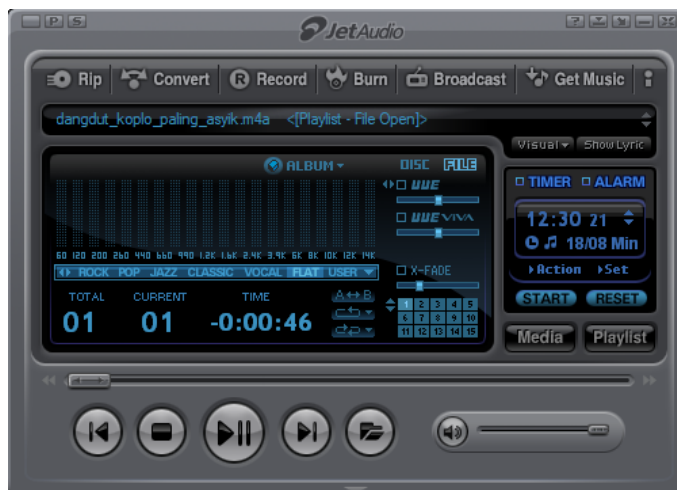 P S
JetAudio
?
Rip Convert R Record Burn Broadcast Get Music
dangdut_koplo_paling_asyik.m4a <[Playlist - File Open]>
Visual Show Lyric
ALBUM DISC FILE
UUE
UUE VIVA
60 120 200 260 440 660 990 1.2K 1.6K 2.4K 3.9K 6K 8K 10K 12K 14K
ROCK POP JAZZ CLASSIC VOCAL FLAT USER
X-FADE
TOTAL CURRENT TIME A B
01 01 -0:00:46
1 2 3 4 5
6 7 8 9 10
11 12 13 14 15
TIMER ALARM
12:30 21
18/08 Min
Action Set
START RESET
Media Playlist